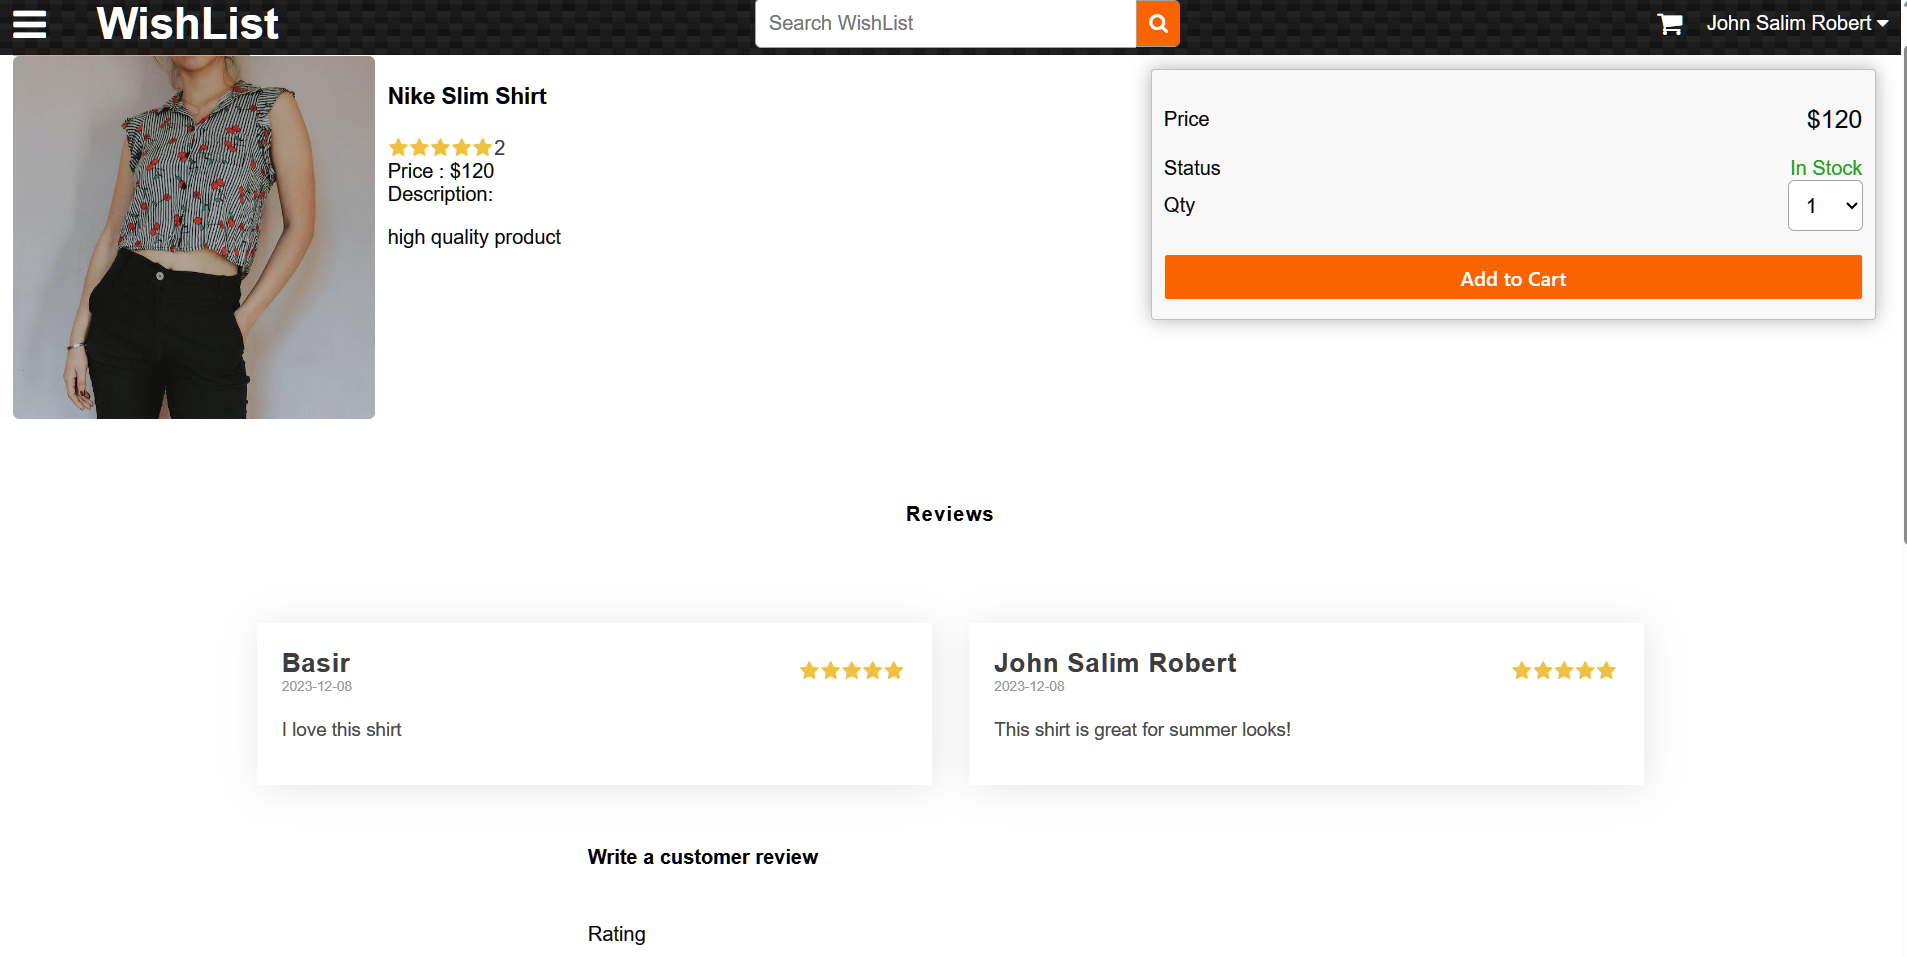 WishList
Search WishList
John Salim Robert
Nike Slim Shirt
2
Price : $120
Description:
high quality product
Price
$120
Status
In Stock
Qty
1
Add to Cart
Reviews
Basir
2023-12-08
I love this shirt
John Salim Robert
2023-12-08
This shirt is great for summer looks!
Write a customer review
Rating